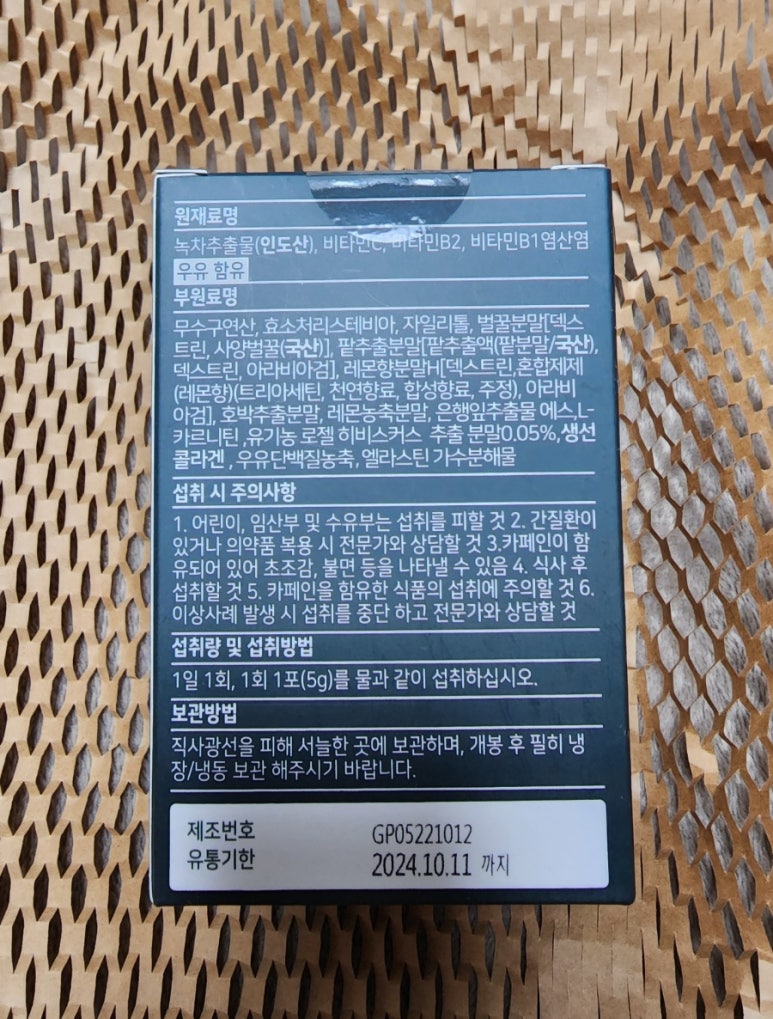 원재료명
녹차추출물(인도산), 비타민C, 비타민B2, 비타민B1염산염
우유 함유
부원료명
무수구연산, 효소처리스테비아, 자일리톨, 벌꿀분말[덱스
트린, 사양벌꿀(국산)], 팥추출분말[팥추출액(팥분말/국산),
덱스트린, 아라비아검], 레몬향분말H[덱스트린,혼합제제
(레몬향)(트리아세틴, 천연향료, 합성향료, 주정), 아라비
아검], 호박추출분말, 레몬농축분말, 은행잎추출물 에스,L-
카르니틴 ,유기농 로젤 히비스커스 추출 분말0.05%,생선
콜라겐 , 우유단백질농축, 엘라스틴 가수분해물
섭취 시 주의사항
1. 어린이, 임산부 및 수유부는 섭취를 피할 것 2. 간질환이
있거나 의약품 복용 시 전문가와 상담할 것 3.카페인이 함
유되어 있어 초조감, 불면 등을 나타낼 수 있음 4. 식사 후
섭취할 것 5. 카페인을 함유한 식품의 섭취에 주의할 것 6.
이상사례 발생 시 섭취를 중단 하고 전문가와 상담할 것
섭취량 및 섭취방법
1일 1회, 1회 1포(5g)를 물과 같이 섭취하십시오.
보관방법
직사광선을 피해 서늘한 곳에 보관하며, 개봉 후 필히 냉
장/냉동 보관 해주시기 바랍니다.
제조번호 GP05221012
유통기한 2024.10.11 까지